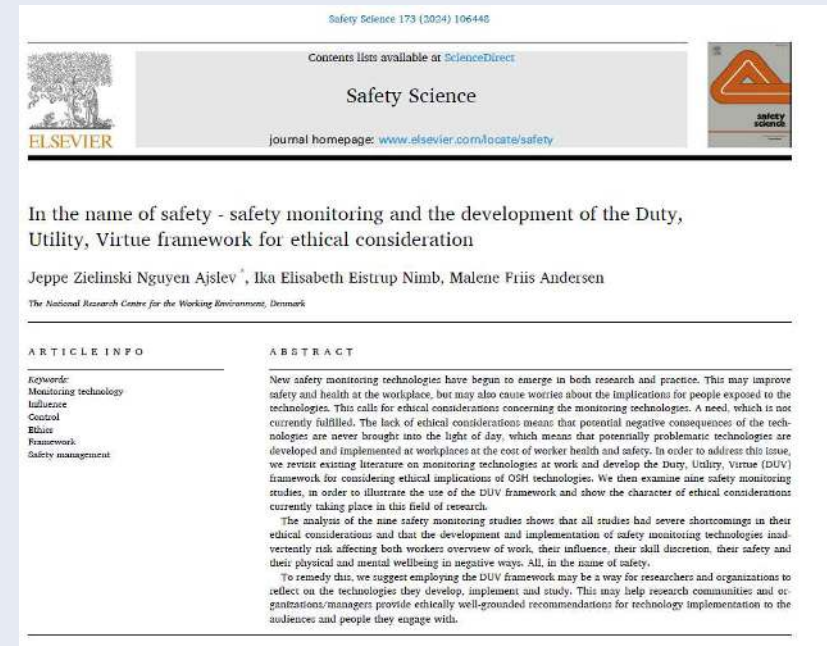 Safety Science 173 (2024) 106448
Contents lists available at ScienceDirect
Safety Science
journal homepage: www.elsevier.com/locate/safety
ELSEVIER
safety
science
In the name of safety - safety monitoring and the development of the Duty,
Utility, Virtue framework for ethical consideration
Jeppe Zielinski Nguyen Ajslev *, Ika Elisabeth Eistrup Nimb, Malene Friis Andersen
The National Research Centre for the Working Environment, Denmark
ARTICLE INFO
Keywords:
Monitoring technology
Influence
Control
Ethics
Framework
Safety management
ABSTRACT
New safety monitoring technologies have begun to emerge in both research and practice. This may improve
safety and health at the workplace, but may also cause worries about the implications for people exposed to the
technologies. This calls for ethical considerations concerning the monitoring technologies. A need, which is not
currently fulfilled. The lack of ethical considerations means that potential negative consequences of the tech-
nologies are never brought into the light of day, which means that potentially problematic technologies are
developed and implemented at workplaces at the cost of worker health and safety. In order to address this issue,
we revisit existing literature on monitoring technologies at work and develop the Duty, Utility, Virtue (DUV)
framework for considering ethical implications of OSH technologies. We then examine nine safety monitoring
studies, in order to illustrate the use of the DUV framework and show the character of ethical considerations
currently taking place in this field of research.
The analysis of the nine safety monitoring studies shows that all studies had severe shortcomings in their
ethical considerations and that the development and implementation of safety monitoring technologies inad-
vertently risk affecting both workers overview of work, their influence, their skill discretion, their safety and
their physical and mental wellbeing in negative ways. All, in the name of safety.
To remedy this, we suggest employing the DUV framework may be a way for researchers and organizations to
reflect on the technologies they develop, implement and study. This may help research communities and or-
ganizations/managers provide ethically well-grounded recommendations for technology implementation to the
audiences and people they engage with.